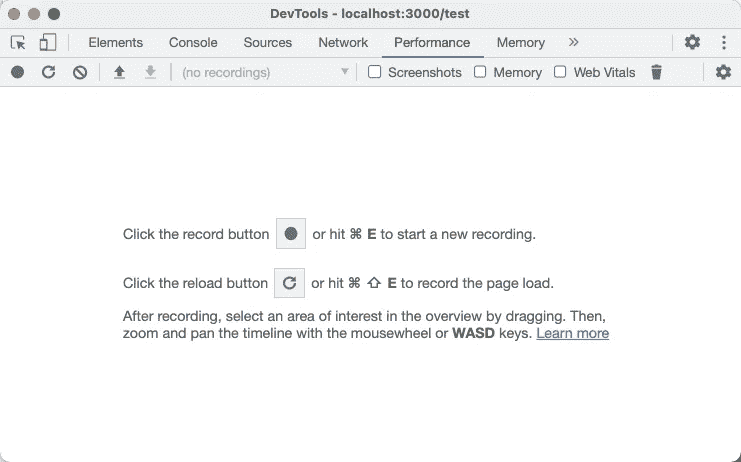 DevTools - localhost:3000/test
Elements Console Sources Network Performance Memory »
(no recordings) Screenshots Memory Web Vitals
Click the record button or hit ⌘ E to start a new recording.
Click the reload button or hit ⌘ ⇧ E to record the page load.
After recording, select an area of interest in the overview by dragging. Then,
zoom and pan the timeline with the mousewheel or WASD keys. Learn more